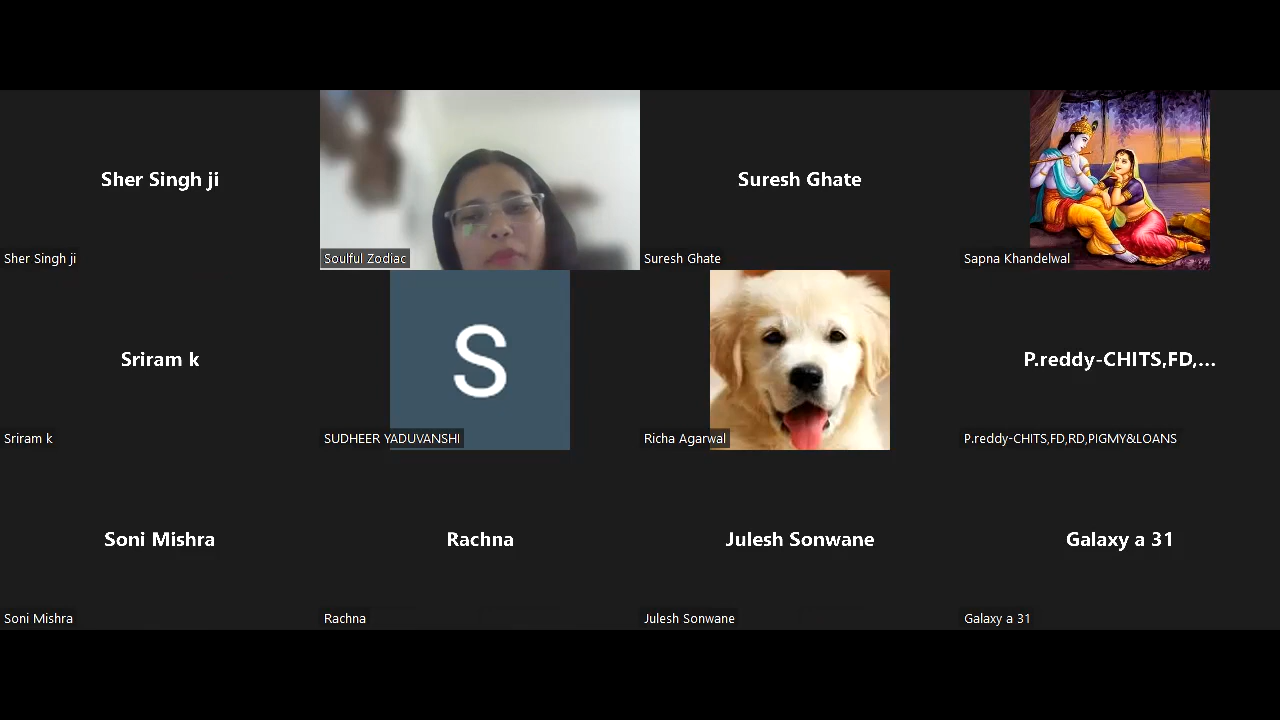 Sher Singh ji
Sher Singh ji
Soulful Zodiac
Suresh Ghate
Suresh Ghate
Sapna Khandelwal
Sriram k
Sriram k
S
SUDHEER YADUVANSHI
Richa Agarwal
P.reddy-CHITS,FD,...
P.reddy-CHITS,FD,RD,PIGMY&LOANS
Soni Mishra
Soni Mishra
Rachna
Rachna
Julesh Sonwane
Julesh Sonwane
Galaxy a 31
Galaxy a 31